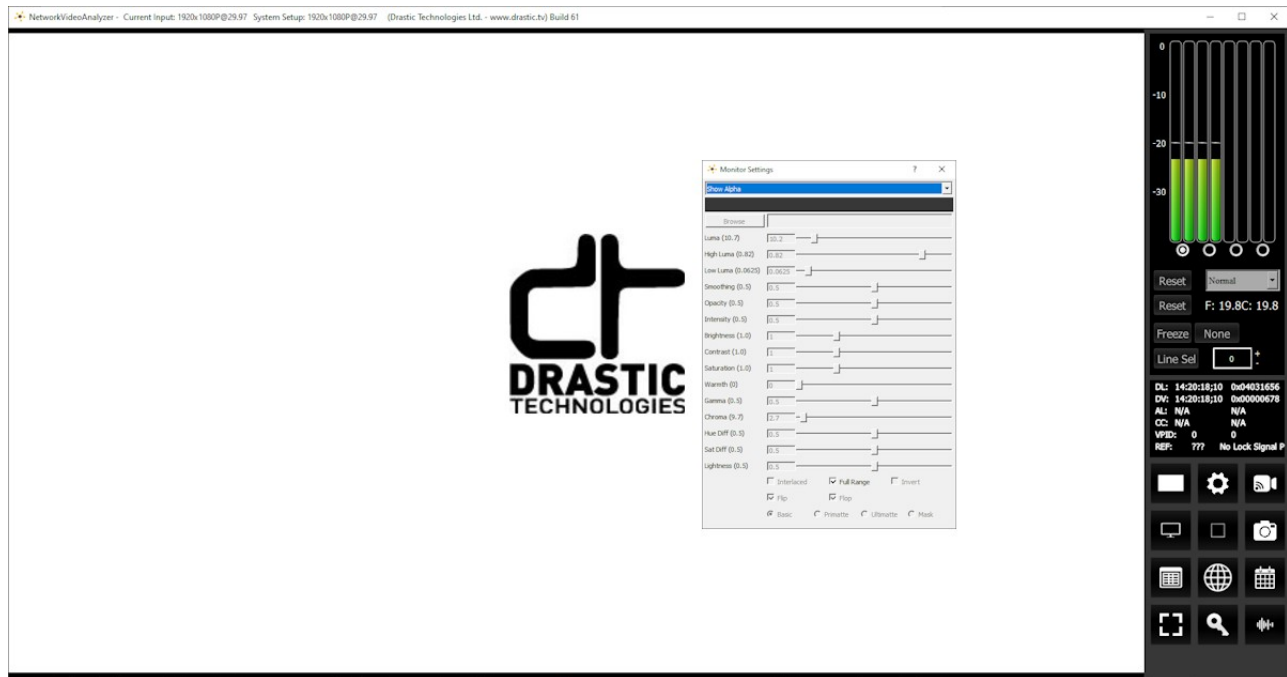 NetworkVideoAnalyzer - Current Input: 1920x1080P@29.97 System Setup: 1920x1080P@29.97 (Drastic Technologies Ltd. - www.drastic.tv) Build 61
DRASTIC
TECHNOLOGIES
Monitor Settings
Show Alpha
Browse
Luma (10.7) 10.2
High Luma (0.82) 0.82
Low Luma (0.0625) 0.0625
Smoothing (0.5) 0.5
Opacity (0.5) 0.5
Intensity (0.5) 0.5
Brightness (1.0) 1
Contrast (1.0) 1
Saturation (1.0) 1
Warmth (0) 0
Gamma (0.5) 0.5
Chroma (9.7) 2.7
Hue Diff (0.5) 0.5
Sat Diff (0.5) 0.5
Lightness (0.5) 0.5
Interlaced Full Range Invert
Flip Flop
Basic Primatte Ultimatte Mask
0
-10
-20
-30
Reset Normal
Reset F: 19.8C: 19.8
Freeze None
Line Sel 0 + -
DL: 14:20:18;10 0x04031656
DV: 14:20:18;10 0x00000678
AL: N/A N/A
CC: N/A N/A
VPID: 0 0
REF: ??? No Lock Signal P